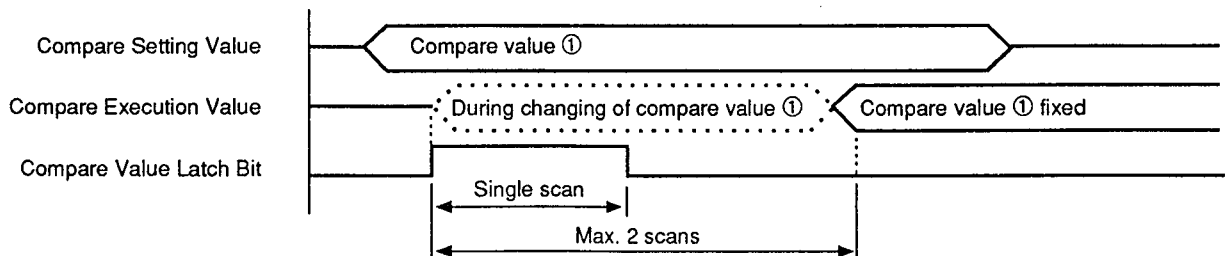 Compare Setting Value
Compare value ①
Compare Execution Value
During changing of compare value ①
Compare value ① fixed
Compare Value Latch Bit
Single scan
Max. 2 scans